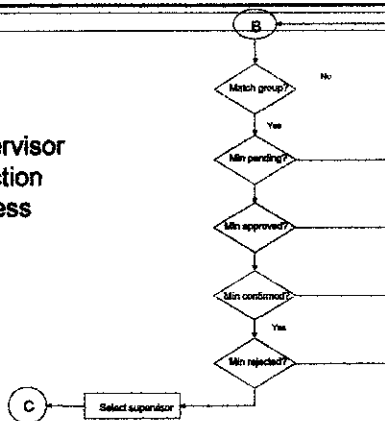 B
Match group?
No
Yes
ervisor
ction
ess
Min pending?
Min approved?
Min confirmed?
Yes
Min rejected?
C
Select supervisor